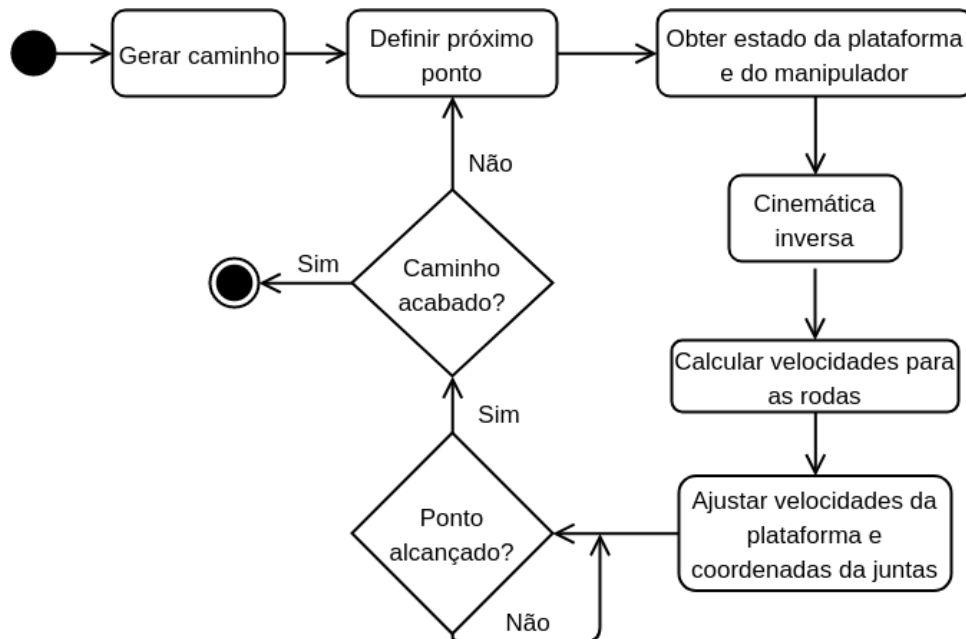 Gerar caminho
Definir próximo
ponto
Obter estado da plataforma
e do manipulador
Cinemática
inversa
Calcular velocidades para
as rodas
Ajustar velocidades da
plataforma e
coordenadas da juntas
Ponto
alcançado?
Não
Sim
Caminho
acabado?
Não
Sim